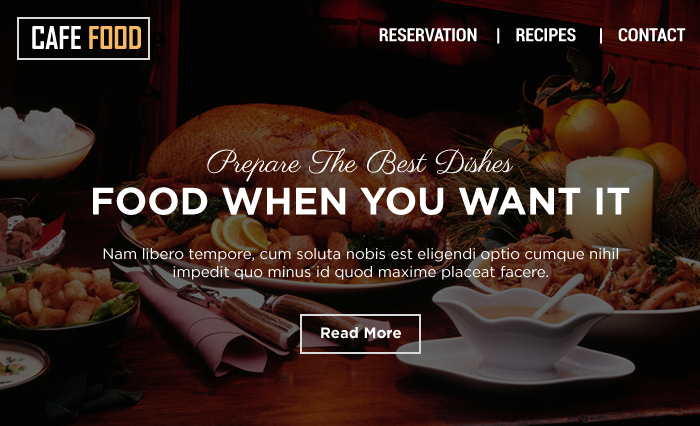 CAFE FOOD
RESERVATION | RECIPES | CONTACT
Prepare The Best Dishes
FOOD WHEN YOU WANT IT
Nam libero tempore, cum soluta nobis est eligendi optio cumque nihil
impedit quo minus id quod maxime placeat facere.
Read More